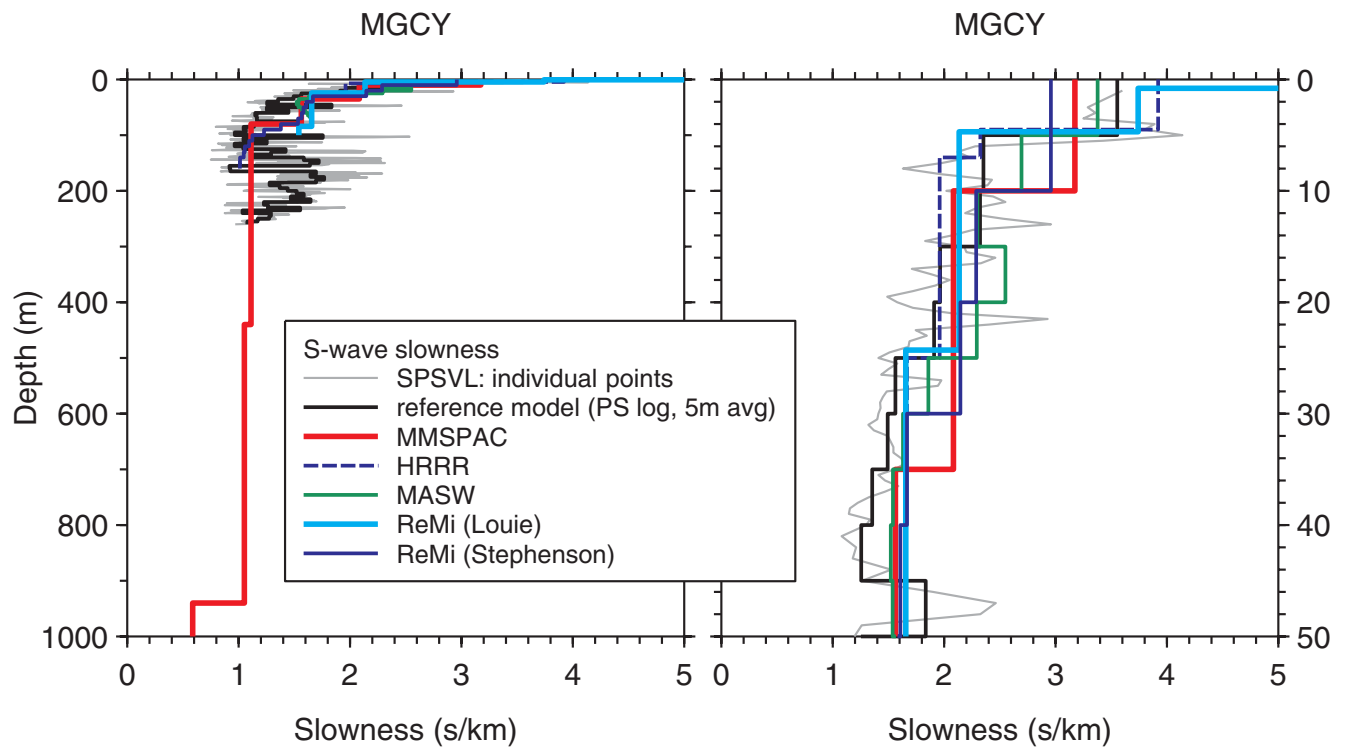 MGCY
MGCY
0
200
400
600
800
1000
Depth (m)
0 1 2 3 4 5
Slowness (s/km)
S-wave slowness
SPSVL: individual points
reference model (PS log, 5m avg)
MMSPAC
HRRR
MASW
ReMi (Louie)
ReMi (Stephenson)
0
10
20
30
40
50
0 1 2 3 4 5
Slowness (s/km)